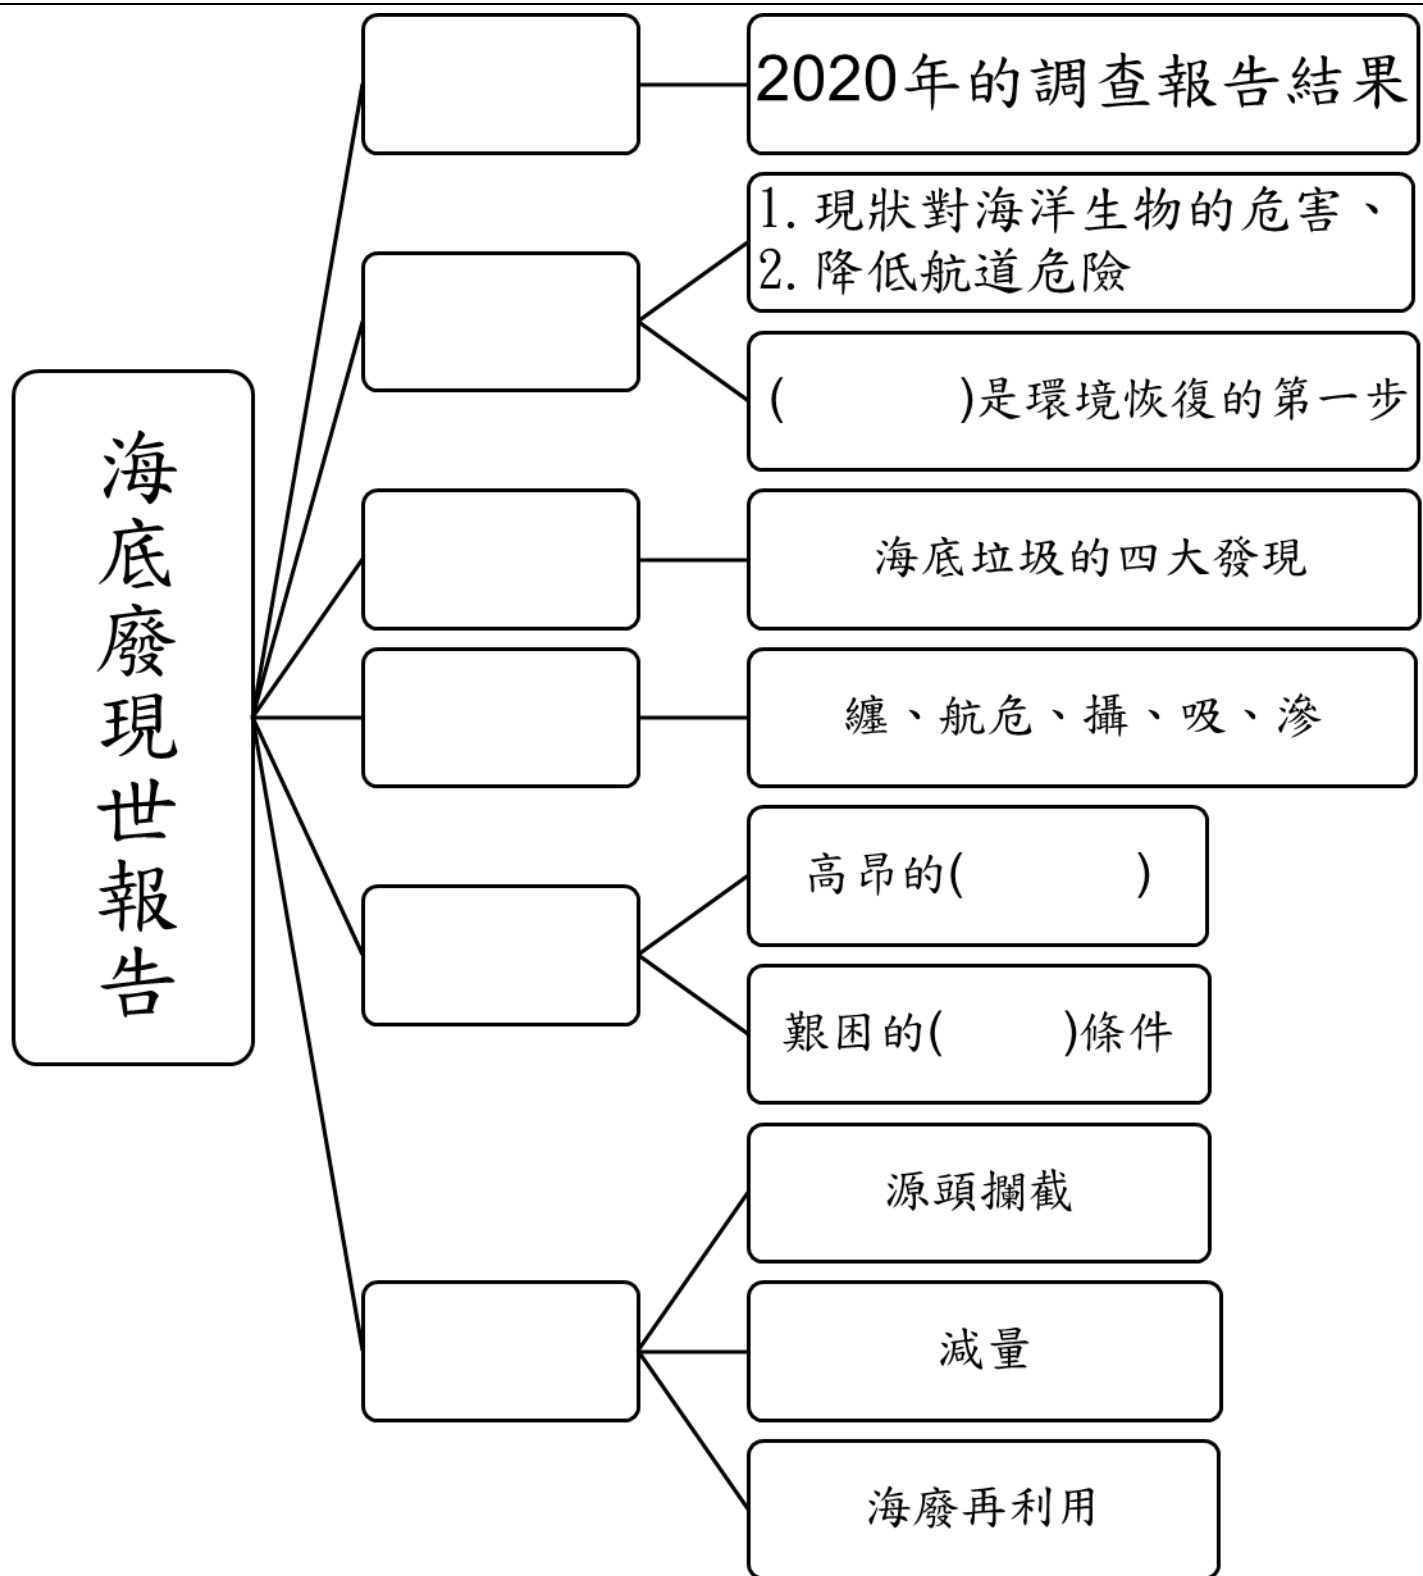 海底廢現世報告
2020年的調查報告結果
1. 現狀對海洋生物的危害、
2. 降低航道危險
(　　　　)是環境恢復的第一步
海底垃圾的四大發現
纏、航危、攝、吸、滲
高昂的(　　　　)
艱困的(　　　)條件
源頭攔截
減量
海廢再利用